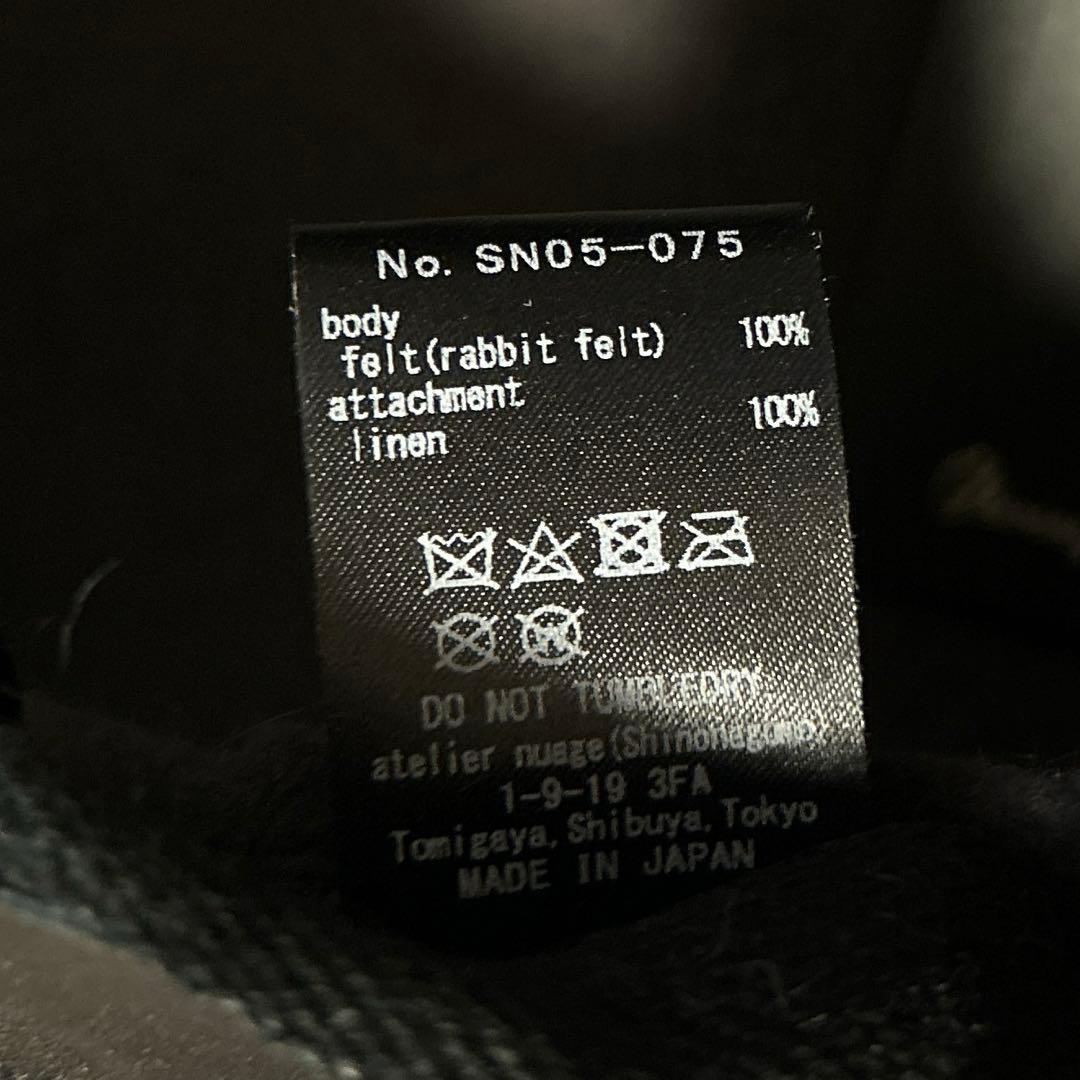 No. SN05-075
body
felt(rabbit felt) 100%
attachment
linen 100%
DO NOT TUMBLEDRY.
atelier nuage(Shinonagumo)
1-9-19 3FA
Tomigaya, Shibuya, Tokyo
MADE IN JAPAN